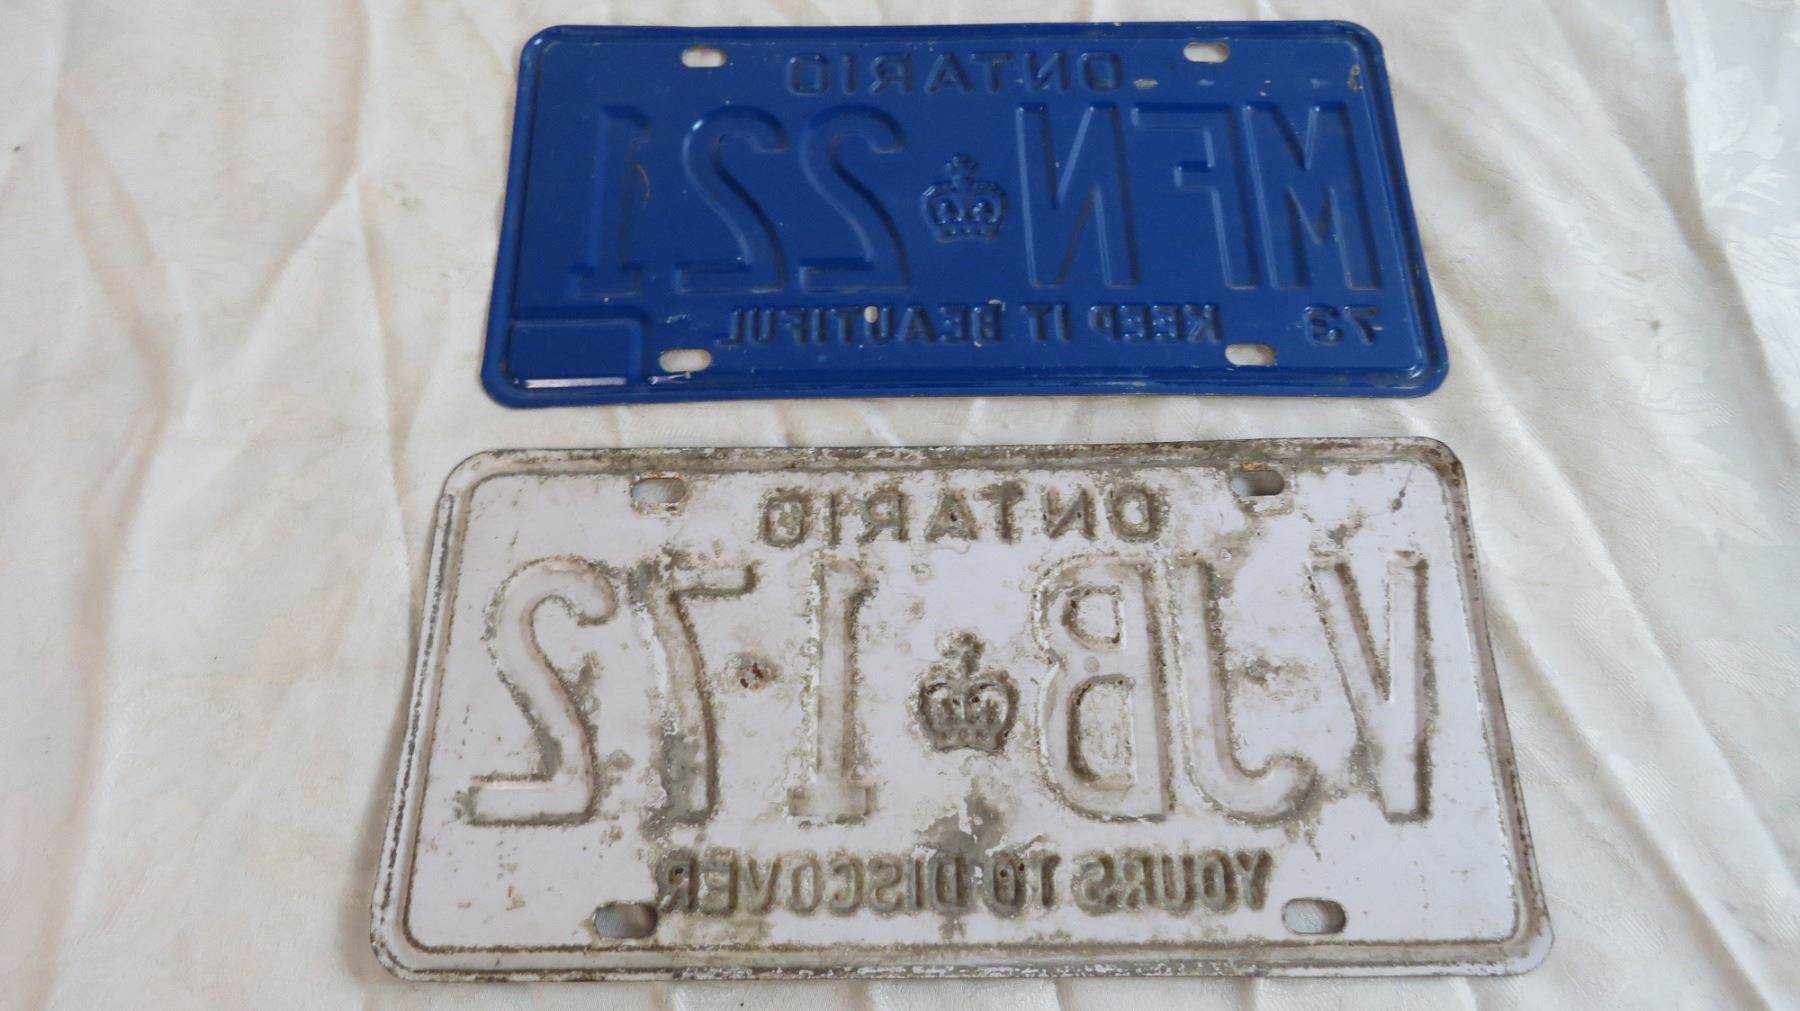 ONTARIO
MFN 221
73 KEEP IT BEAUTIFUL
ONTARIO
VJB 172
YOURS TO DISCOVER